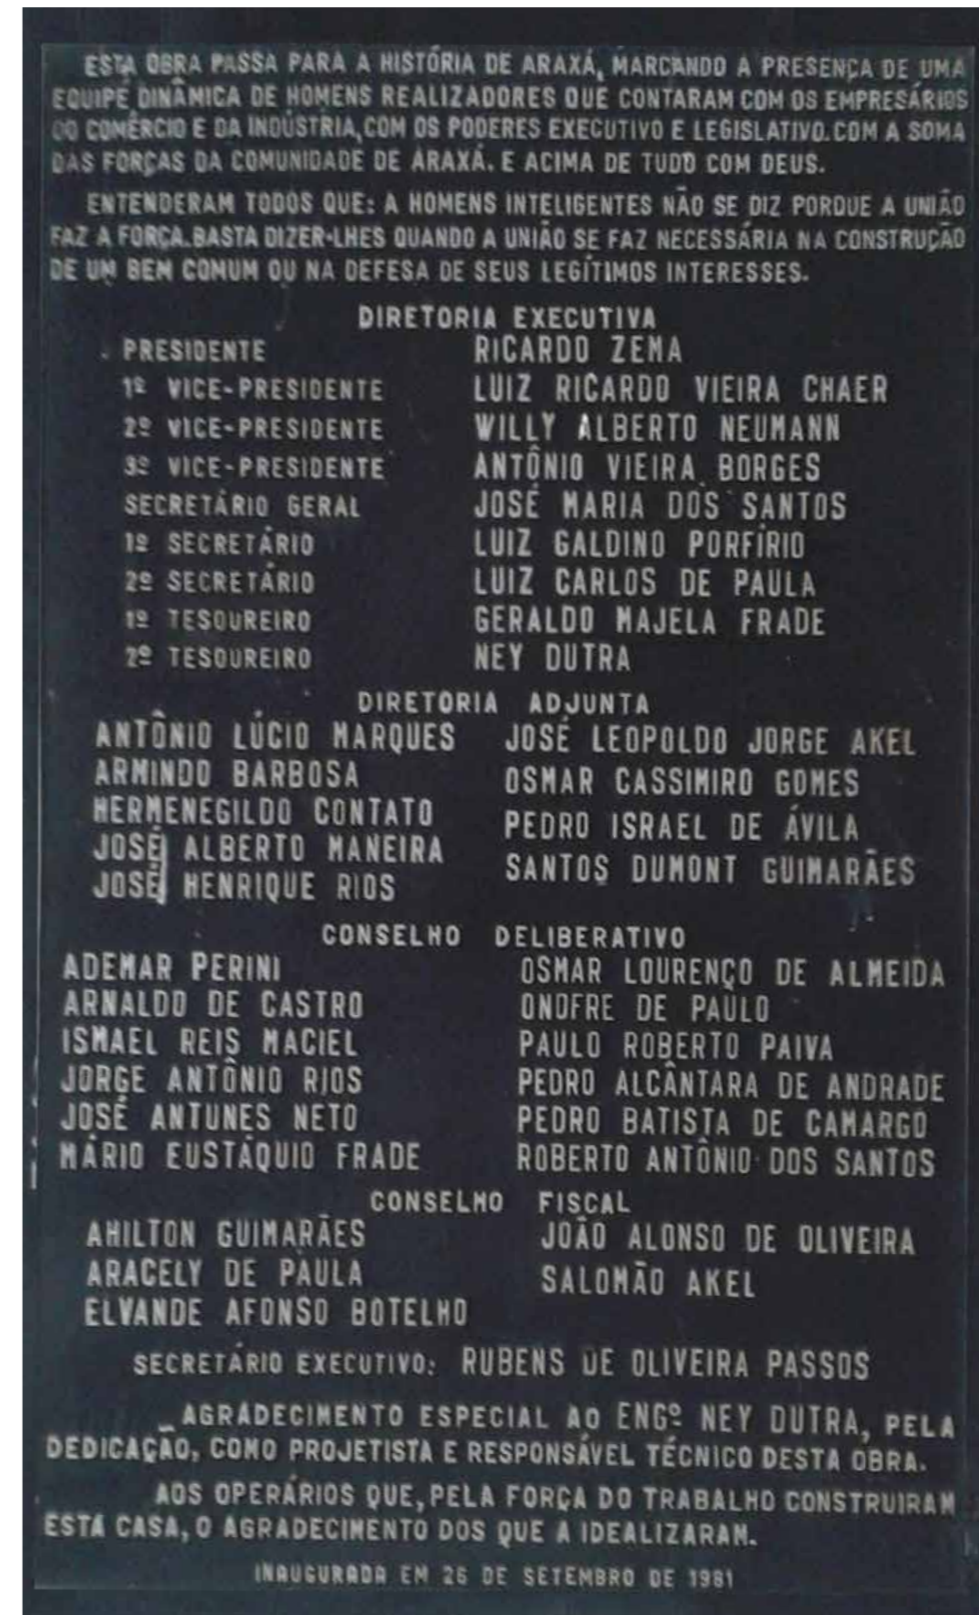 ESTA OBRA PASSA PARA A HISTÓRIA DE ARAXÁ, MARCANDO A PRESENÇA DE UMA
EQUIPE DINÂMICA DE HOMENS REALIZADORES QUE CONTARAM COM OS EMPRESÁRIOS
DO COMÉRCIO E DA INDÚSTRIA, COM OS PODERES EXECUTIVO E LEGISLATIVO. COM A SOMA
DAS FORÇAS DA COMUNIDADE DE ARAXÁ. E ACIMA DE TUDO COM DEUS.
ENTENDERAM TODOS QUE: A HOMENS INTELIGENTES NÃO SE DIZ PORQUE A UNIÃO
FAZ A FORÇA. BASTA DIZER-LHES QUANDO A UNIÃO SE FAZ NECESSÁRIA NA CONSTRUÇÃO
DE UM BEM COMUM OU NA DEFESA DE SEUS LEGÍTIMOS INTERESSES.
DIRETORIA EXECUTIVA
PRESIDENTE RICARDO ZEMA
1º VICE-PRESIDENTE LUIZ RICARDO VIEIRA CHAER
2º VICE-PRESIDENTE WILLY ALBERTO NEUMANN
3º VICE-PRESIDENTE ANTÔNIO VIEIRA BORGES
SECRETÁRIO GERAL JOSÉ MARIA DOS SANTOS
1º SECRETÁRIO LUIZ GALDINO PORFÍRIO
2º SECRETÁRIO LUIZ CARLOS DE PAULA
1º TESOUREIRO GERALDO MAJELA FRADE
2º TESOUREIRO NEY DUTRA
DIRETORIA ADJUNTA
ANTÔNIO LÚCIO MARQUES JOSÉ LEOPOLDO JORGE AKEL
ARMINDO BARBOSA OSMAR CASSIMIRO GOMES
HERMENEGILDO CONTATO PEDRO ISRAEL DE ÁVILA
JOSÉ ALBERTO MANEIRA SANTOS DUMONT GUIMARÃES
JOSÉ HENRIQUE RIOS
CONSELHO DELIBERATIVO
ADEMAR PERINI OSMAR LOURENÇO DE ALMEIDA
ARNALDO DE CASTRO ONOFRE DE PAULO
ISMAEL REIS MACIEL PAULO ROBERTO PAIVA
JORGE ANTÔNIO RIOS PEDRO ALCÂNTARA DE ANDRADE
JOSÉ ANTUNES NETO PEDRO BATISTA DE CAMARGO
MÁRIO EUSTÁQUIO FRADE ROBERTO ANTÔNIO DOS SANTOS
CONSELHO FISCAL
AHILTON GUIMARÃES JOÃO ALONSO DE OLIVEIRA
ARACELY DE PAULA SALOMÃO AKEL
ELVANDE AFONSO BOTELHO
SECRETÁRIO EXECUTIVO: RUBENS DE OLIVEIRA PASSOS
AGRADECIMENTO ESPECIAL AO ENGº NEY DUTRA, PELA
DEDICAÇÃO, COMO PROJETISTA E RESPONSÁVEL TÉCNICO DESTA OBRA.
AOS OPERÁRIOS QUE, PELA FORÇA DO TRABALHO CONSTRUIRAM
ESTA CASA, O AGRADECIMENTO DOS QUE A IDEALIZARAM.
INAUGURADA EM 26 DE SETEMBRO DE 1981